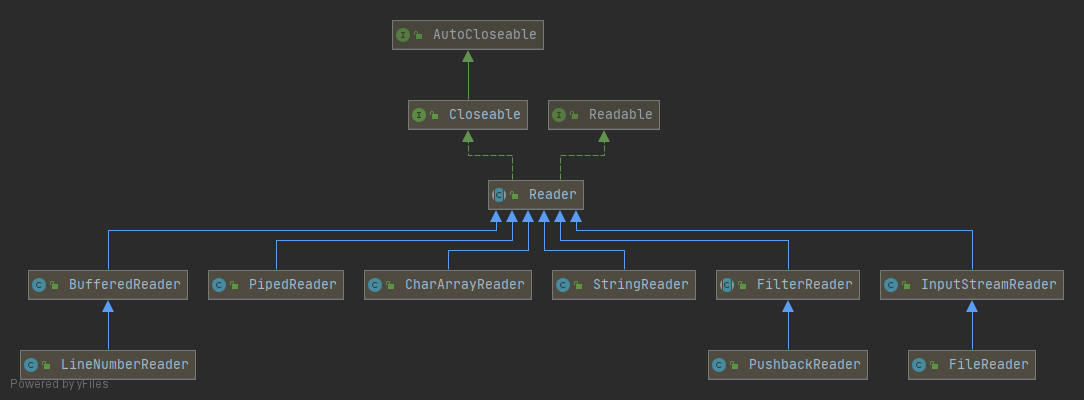 AutoCloseable
Closeable
Readable
Reader
BufferedReader
PipedReader
CharArrayReader
StringReader
FilterReader
InputStreamReader
LineNumberReader
PushbackReader
FileReader
Powered by yFiles